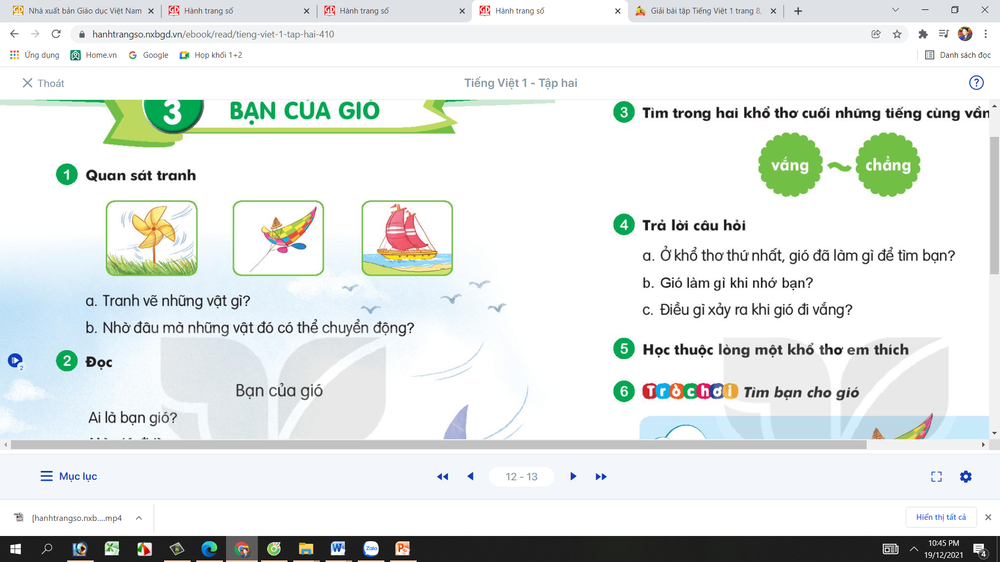 Nhà xuất bản Giáo dục Việt Nam
Hành trang số
Hành trang số
Hành trang số
Giải bài tập Tiếng Việt 1 trang 8,
hanhtrangso.nxbgd.vn/ebook/read/tieng-viet-1-tap-hai-410
Ứng dụng
Home.vn
Google
Họp khối 1+2
Danh sách đọc
Thoát
Tiếng Việt 1 - Tập hai
3
BẠN CỦA GIÓ
1 Quan sát tranh
a. Tranh vẽ những vật gì?
b. Nhờ đâu mà những vật đó có thể chuyển động?
2
2 Đọc
Bạn của gió
Ai là bạn gió?
3 Tìm trong hai khổ thơ cuối những tiếng cùng vần
vắng ~ chẳng
4 Trả lời câu hỏi
a. Ở khổ thơ thứ nhất, gió đã làm gì để tìm bạn?
b. Gió làm gì khi nhớ bạn?
c. Điều gì xảy ra khi gió đi vắng?
5 Học thuộc lòng một khổ thơ em thích
6 Trò chơi Tìm bạn cho gió
Mục lục
12 - 13
[hanhtrangso.nxb....mp4
Hiển thị tất cả
Zalo
10:45 PM
19/12/2021
4